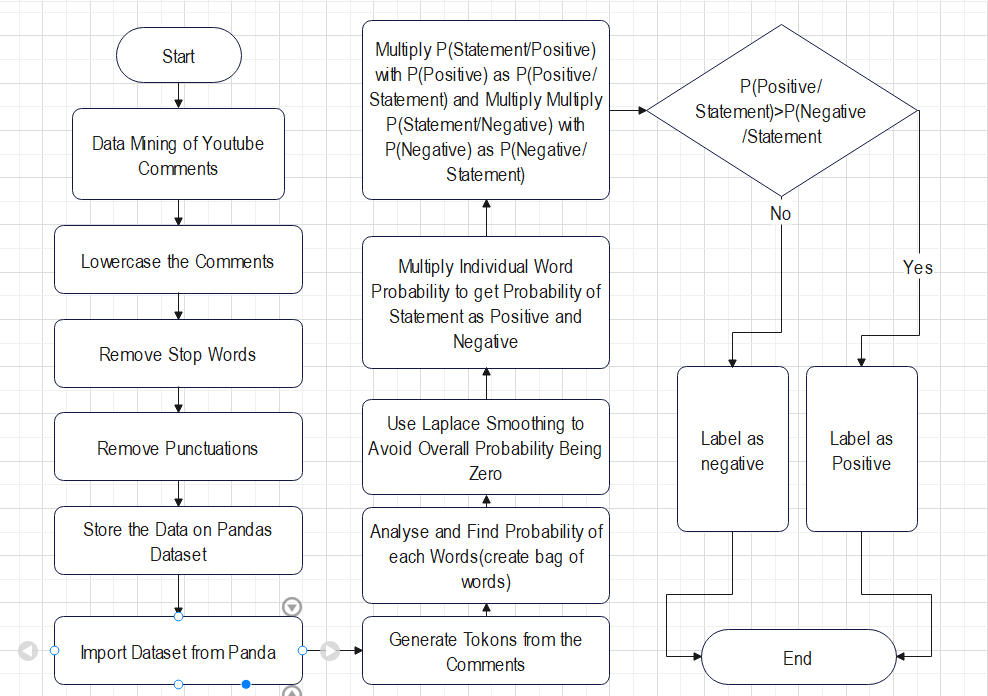 Start
Data Mining of Youtube
Comments
Lowercase the Comments
Remove Stop Words
Remove Punctuations
Store the Data on Pandas
Dataset
Import Dataset from Panda
Generate Tokons from the
Comments
Analyse and Find Probability of
each Words(create bag of
words)
Use Laplace Smoothing to
Avoid Overall Probability Being
Zero
Multiply Individual Word
Probability to get Probability of
Statement as Positive and
Negative
Multiply P(Statement/Positive)
with P(Positive) as P(Positive/
Statement) and Multiply Multiply
P(Statement/Negative) with
P(Negative) as P(Negative/
Statement)
P(Positive/
Statement)>P(Negative
/Statement
No
Yes
Label as
negative
Label as
Positive
End